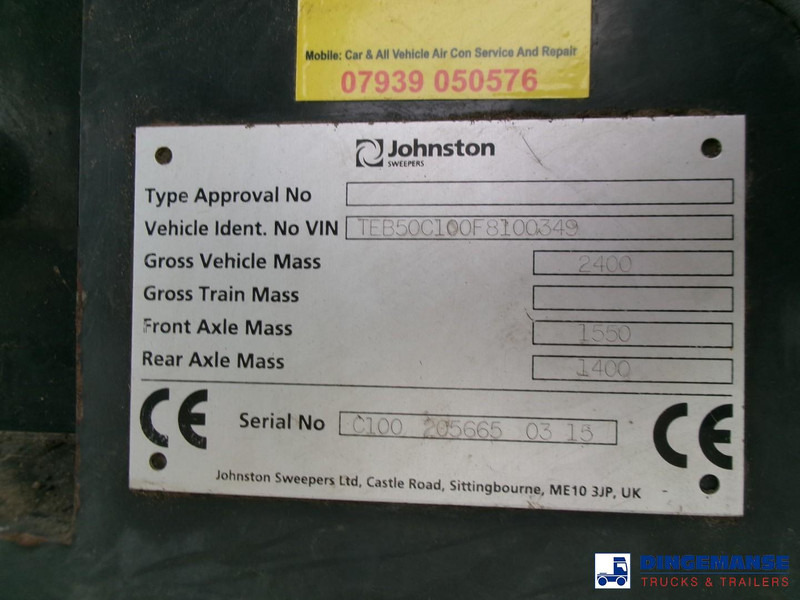 Mobile: Car & All Vehicle Air Con Service And Repair
07939 050576
Johnston
SWEEPERS
Type Approval No
Vehicle Ident. No VIN TEB50C100F8100349
Gross Vehicle Mass 2400
Gross Train Mass
Front Axle Mass 1550
Rear Axle Mass 1400
CE Serial No C100 205665 03 15 CE
Johnston Sweepers Ltd, Castle Road, Sittingbourne, ME10 3JP, UK
DINGEMANSE
TRUCKS & TRAILERS